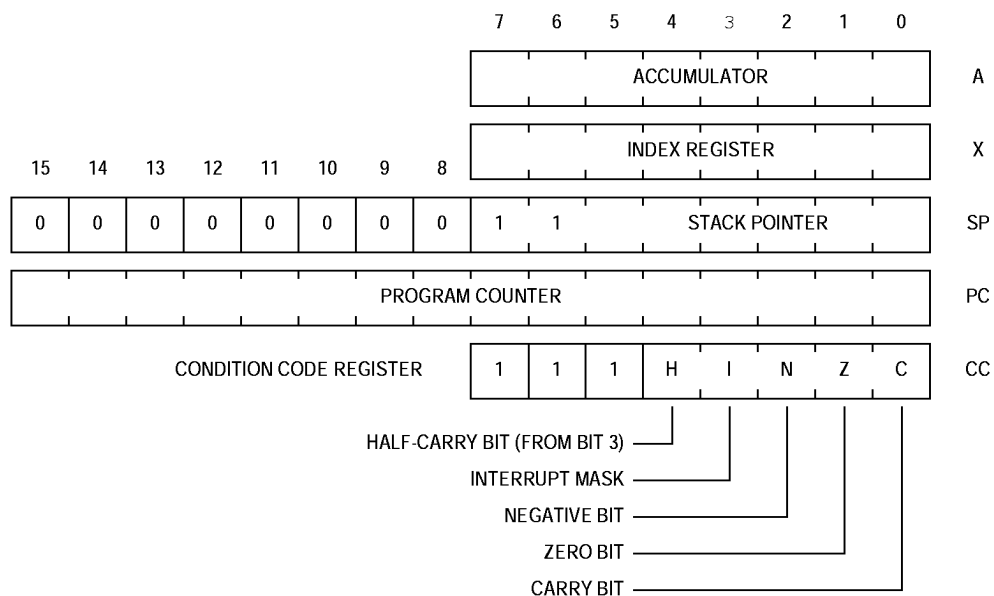 7 6 5 4 3 2 1 0
ACCUMULATOR A
INDEX REGISTER X
15 14 13 12 11 10 9 8
0 0 0 0 0 0 0 0 1 1 STACK POINTER SP
PROGRAM COUNTER PC
CONDITION CODE REGISTER 1 1 1 H I N Z C CC
HALF-CARRY BIT (FROM BIT 3)
INTERRUPT MASK
NEGATIVE BIT
ZERO BIT
CARRY BIT